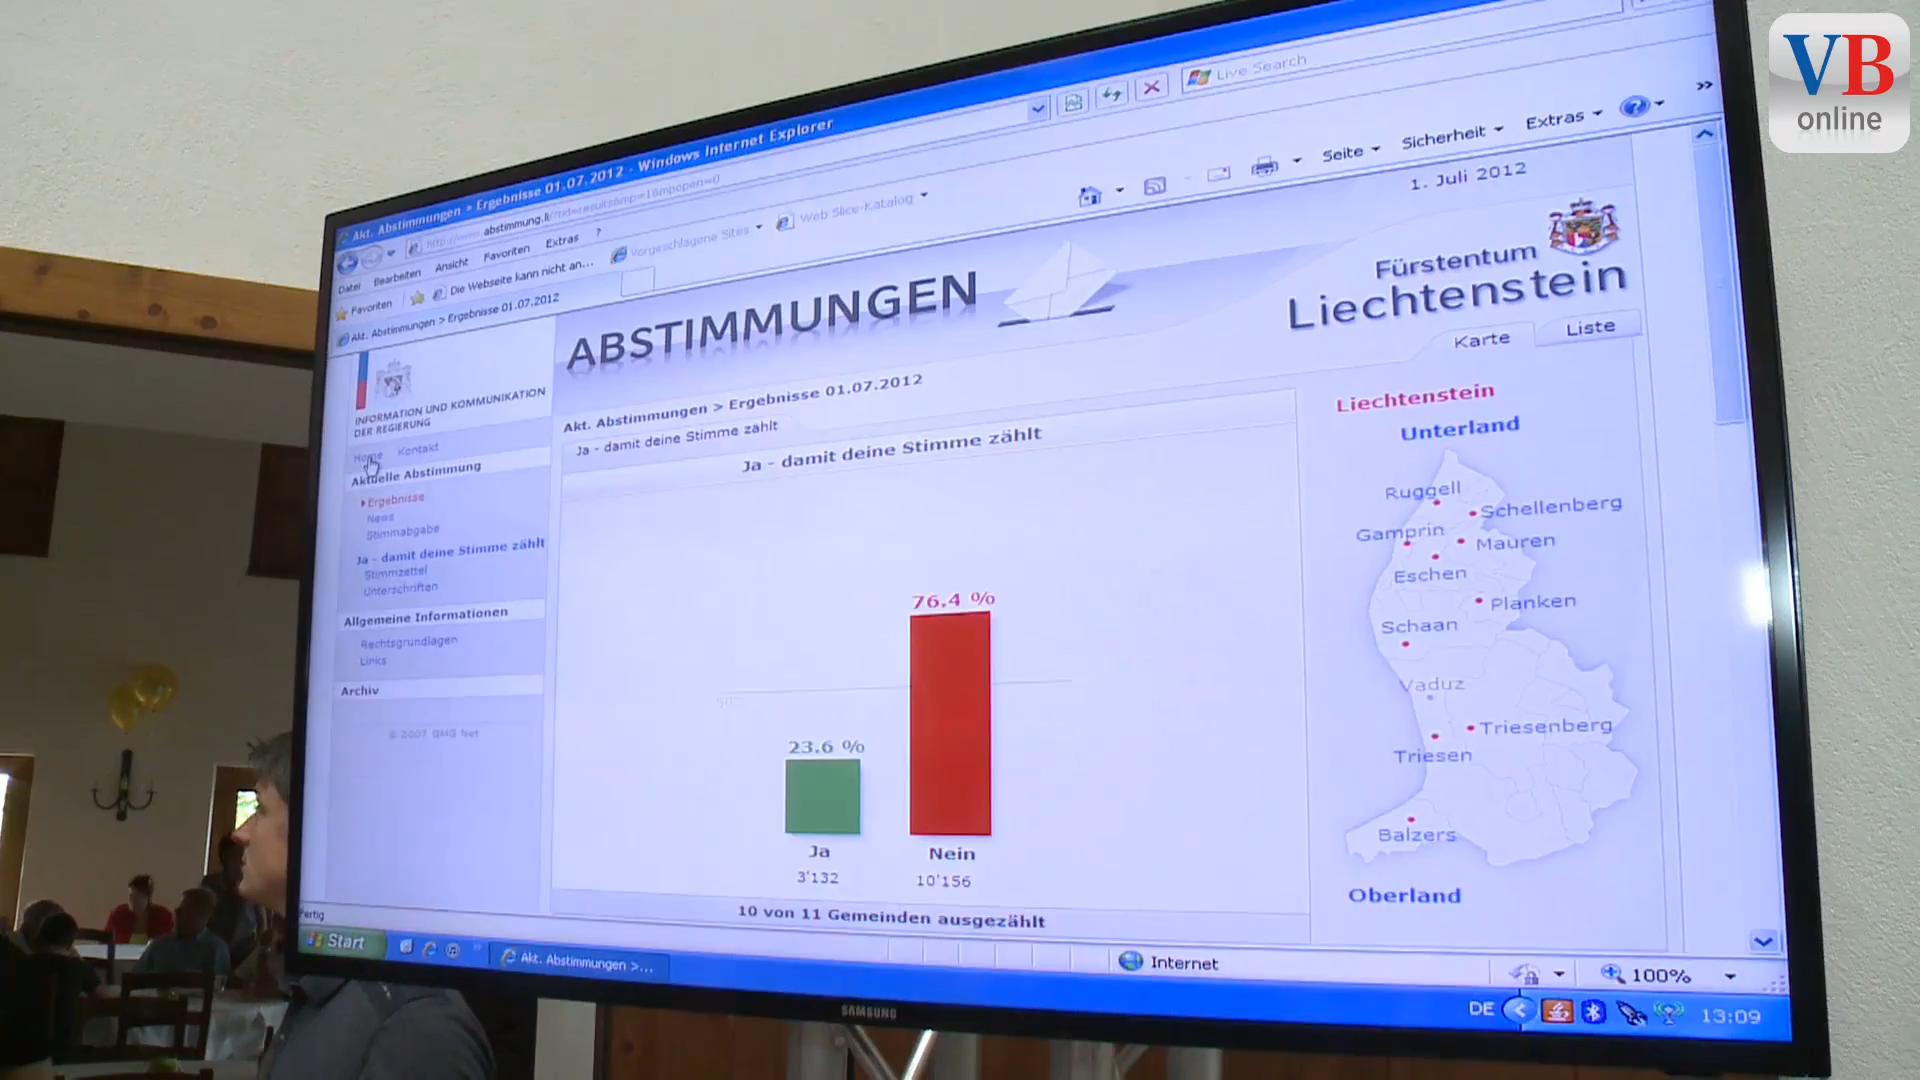 VB
online
Akt. Abstimmungen > Ergebnisse 01.07.2012 - Windows Internet Explorer
Live Search
Datei Bearbeiten Ansicht Favoriten Extras ?
Favoriten Die Webseite kann nicht an... Vorgeschlagene Sites Web Slice-Katalog
Akt. Abstimmungen > Ergebnisse 01.07.2012
Seite Sicherheit Extras
1. Juli 2012
ABSTIMMUNGEN
Fürstentum
Liechtenstein
INFORMATION UND KOMMUNIKATION
DER REGIERUNG
Home Kontakt
Aktuelle Abstimmung
Ergebnisse
News
Stimmabgabe
Ja - damit deine Stimme zählt
Stimmzettel
Unterschriften
Allgemeine Informationen
Rechtsgrundlagen
Links
Archiv
Akt. Abstimmungen > Ergebnisse 01.07.2012
Ja - damit deine Stimme zählt
Ja - damit deine Stimme zählt
76.4 %
23.6 %
Ja
Nein
3'132
10'156
10 von 11 Gemeinden ausgezählt
Karte Liste
Liechtenstein
Unterland
Ruggell
Schellenberg
Gamprin
Mauren
Eschen
Planken
Schaan
Vaduz
Triesenberg
Triesen
Balzers
Oberland
Fertig
Internet
100%
Start
Akt. Abstimmungen >...
DE
13:09
SAMSUNG